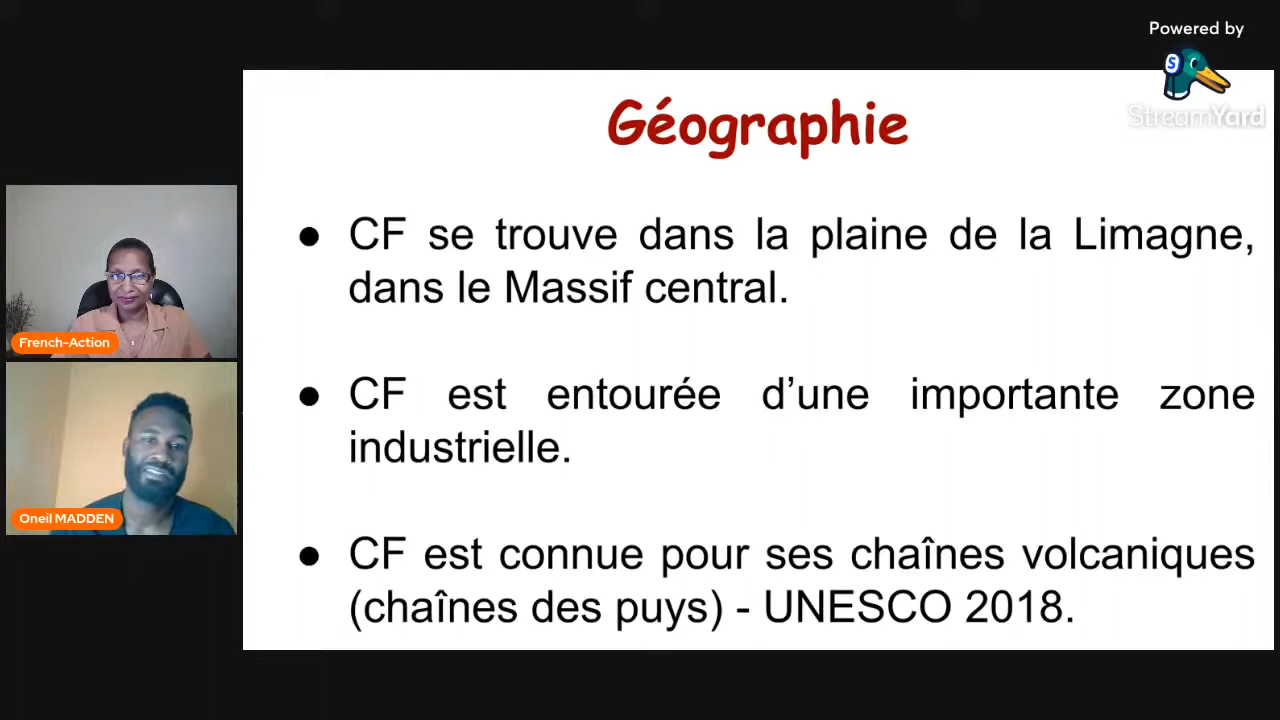 Powered by
S
StreamYard
Géographie
● CF se trouve dans la plaine de la Limagne,
dans le Massif central.
● CF est entourée d’une importante zone
industrielle.
● CF est connue pour ses chaînes volcaniques
(chaînes des puys) - UNESCO 2018.
French-Action
Oneil MADDEN